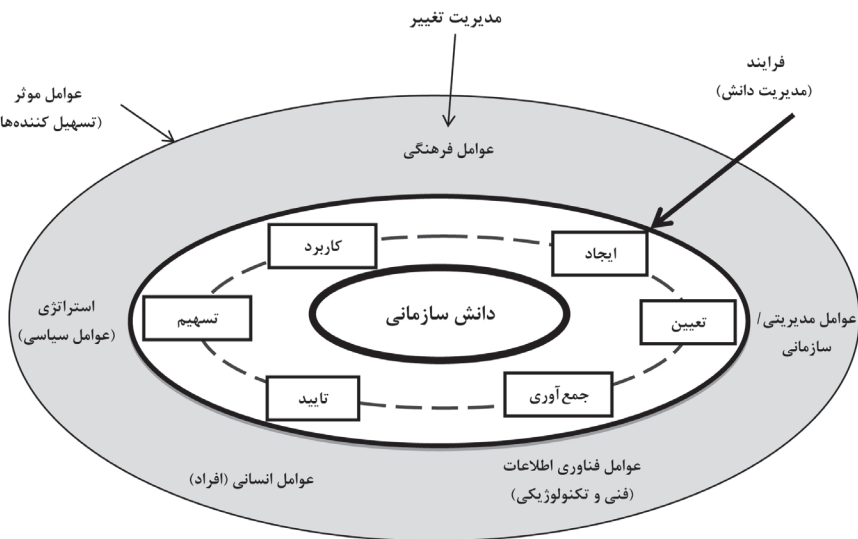 مدیریت تغییر
فرایند
(مدیریت دانش)
عوامل موثر
(تسهیل کننده‌ها
عوامل فرهنگی
کاربرد
ایجاد
استراتژی
(عوامل سیاسی)
تسهیم
دانش سازمانی
تعیین
عوامل مدیریتی/
سازمانی
تایید
جمع‌آوری
عوامل انسانی (افراد)
عوامل فناوری اطلاعات
(فنی و تکنولوژیکی)